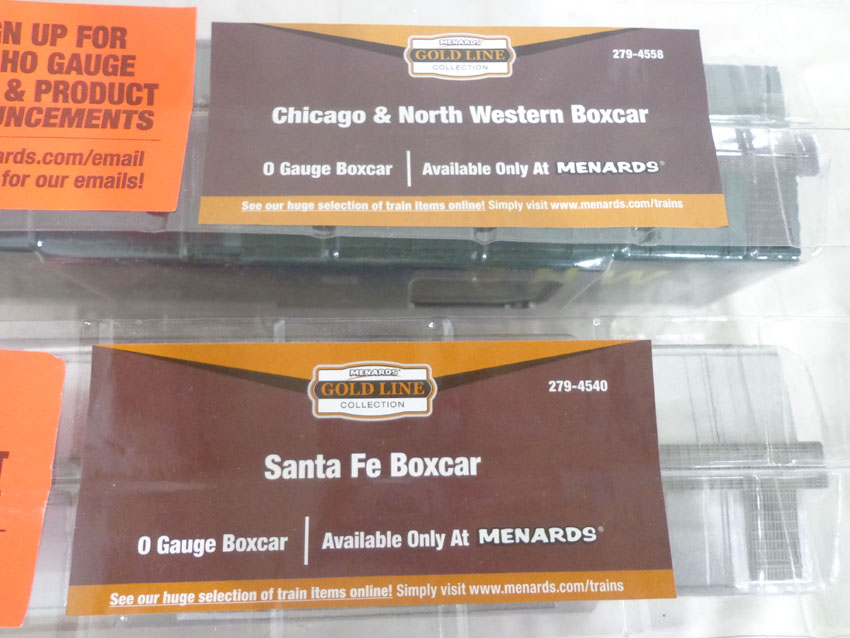 GN UP FOR
HO GAUGE
& PRODUCT
UNCEMENTS
ards.com/email
for our emails!
MENARDS
GOLD LINE
COLLECTION
279-4558
Chicago & North Western Boxcar
O Gauge Boxcar | Available Only At MENARDS®
See our huge selection of train items online! Simply visit www.menards.com/trains
MENARDS
GOLD LINE
COLLECTION
279-4540
Santa Fe Boxcar
O Gauge Boxcar | Available Only At MENARDS®
See our huge selection of train items online! Simply visit www.menards.com/trains
T